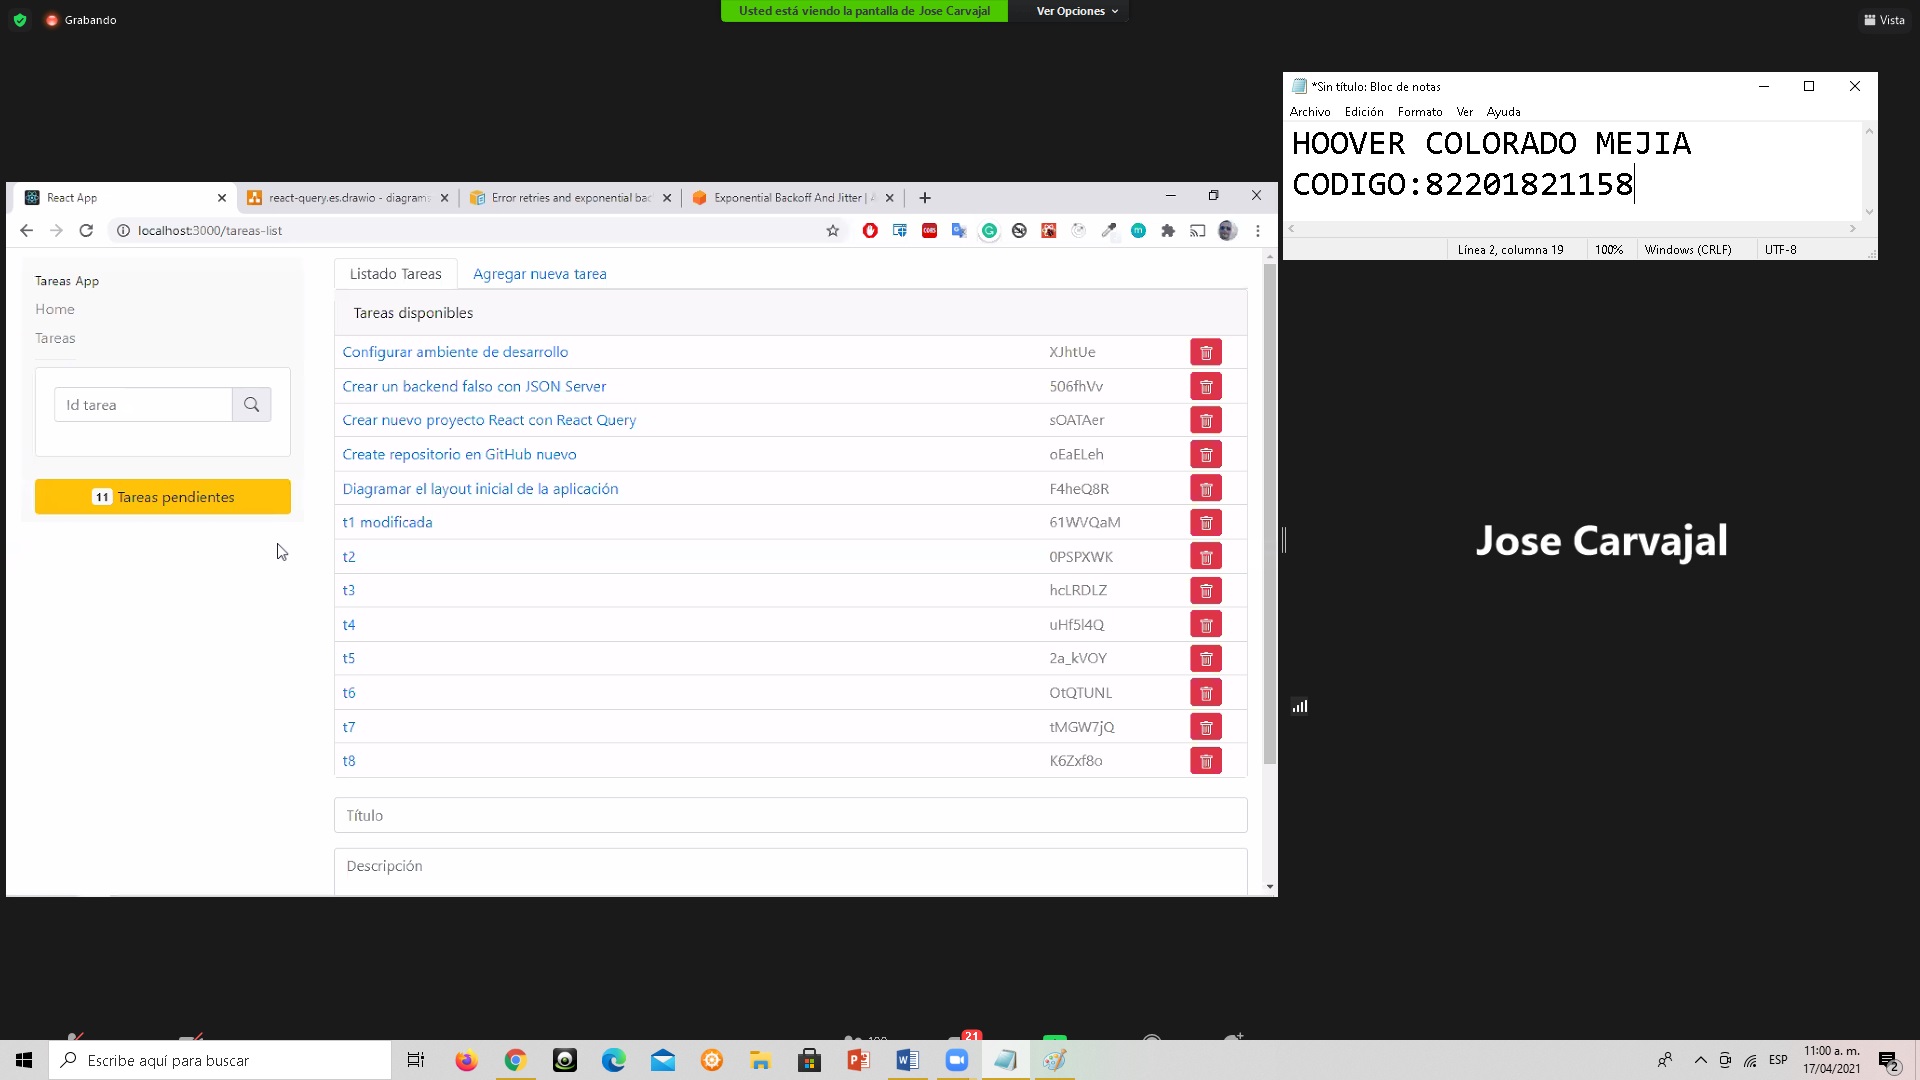 Grabando
Usted está viendo la pantalla de Jose Carvajal
Ver Opciones
Vista
*Sin título: Bloc de notas
Archivo Edición Formato Ver Ayuda
HOOVER COLORADO MEJIA
CODIGO:82201821158
Línea 2, columna 19 100% Windows (CRLF) UTF-8
React App
react-query.es.drawio - diagrams
Error retries and exponential bac
Exponential Backoff And Jitter |
localhost:3000/tareas-list
Tareas App
Home
Tareas
Id tarea
11 Tareas pendientes
Listado Tareas Agregar nueva tarea
Tareas disponibles
Configurar ambiente de desarrollo XJhtUe
Crear un backend falso con JSON Server 506fhVv
Crear nuevo proyecto React con React Query sOATAer
Create repositorio en GitHub nuevo oEaELeh
Diagramar el layout inicial de la aplicación F4heQ8R
t1 modificada 61WVQaM
t2 0PSPXWK
t3 hcLRDLZ
t4 uHf5l4Q
t5 2a_kVOY
t6 OtQTUNL
t7 tMGW7jQ
t8 K6Zxf8o
Título
Descripción
Jose Carvajal
21
Escribe aquí para buscar
ESP
11:00 a. m.
17/04/2021
2